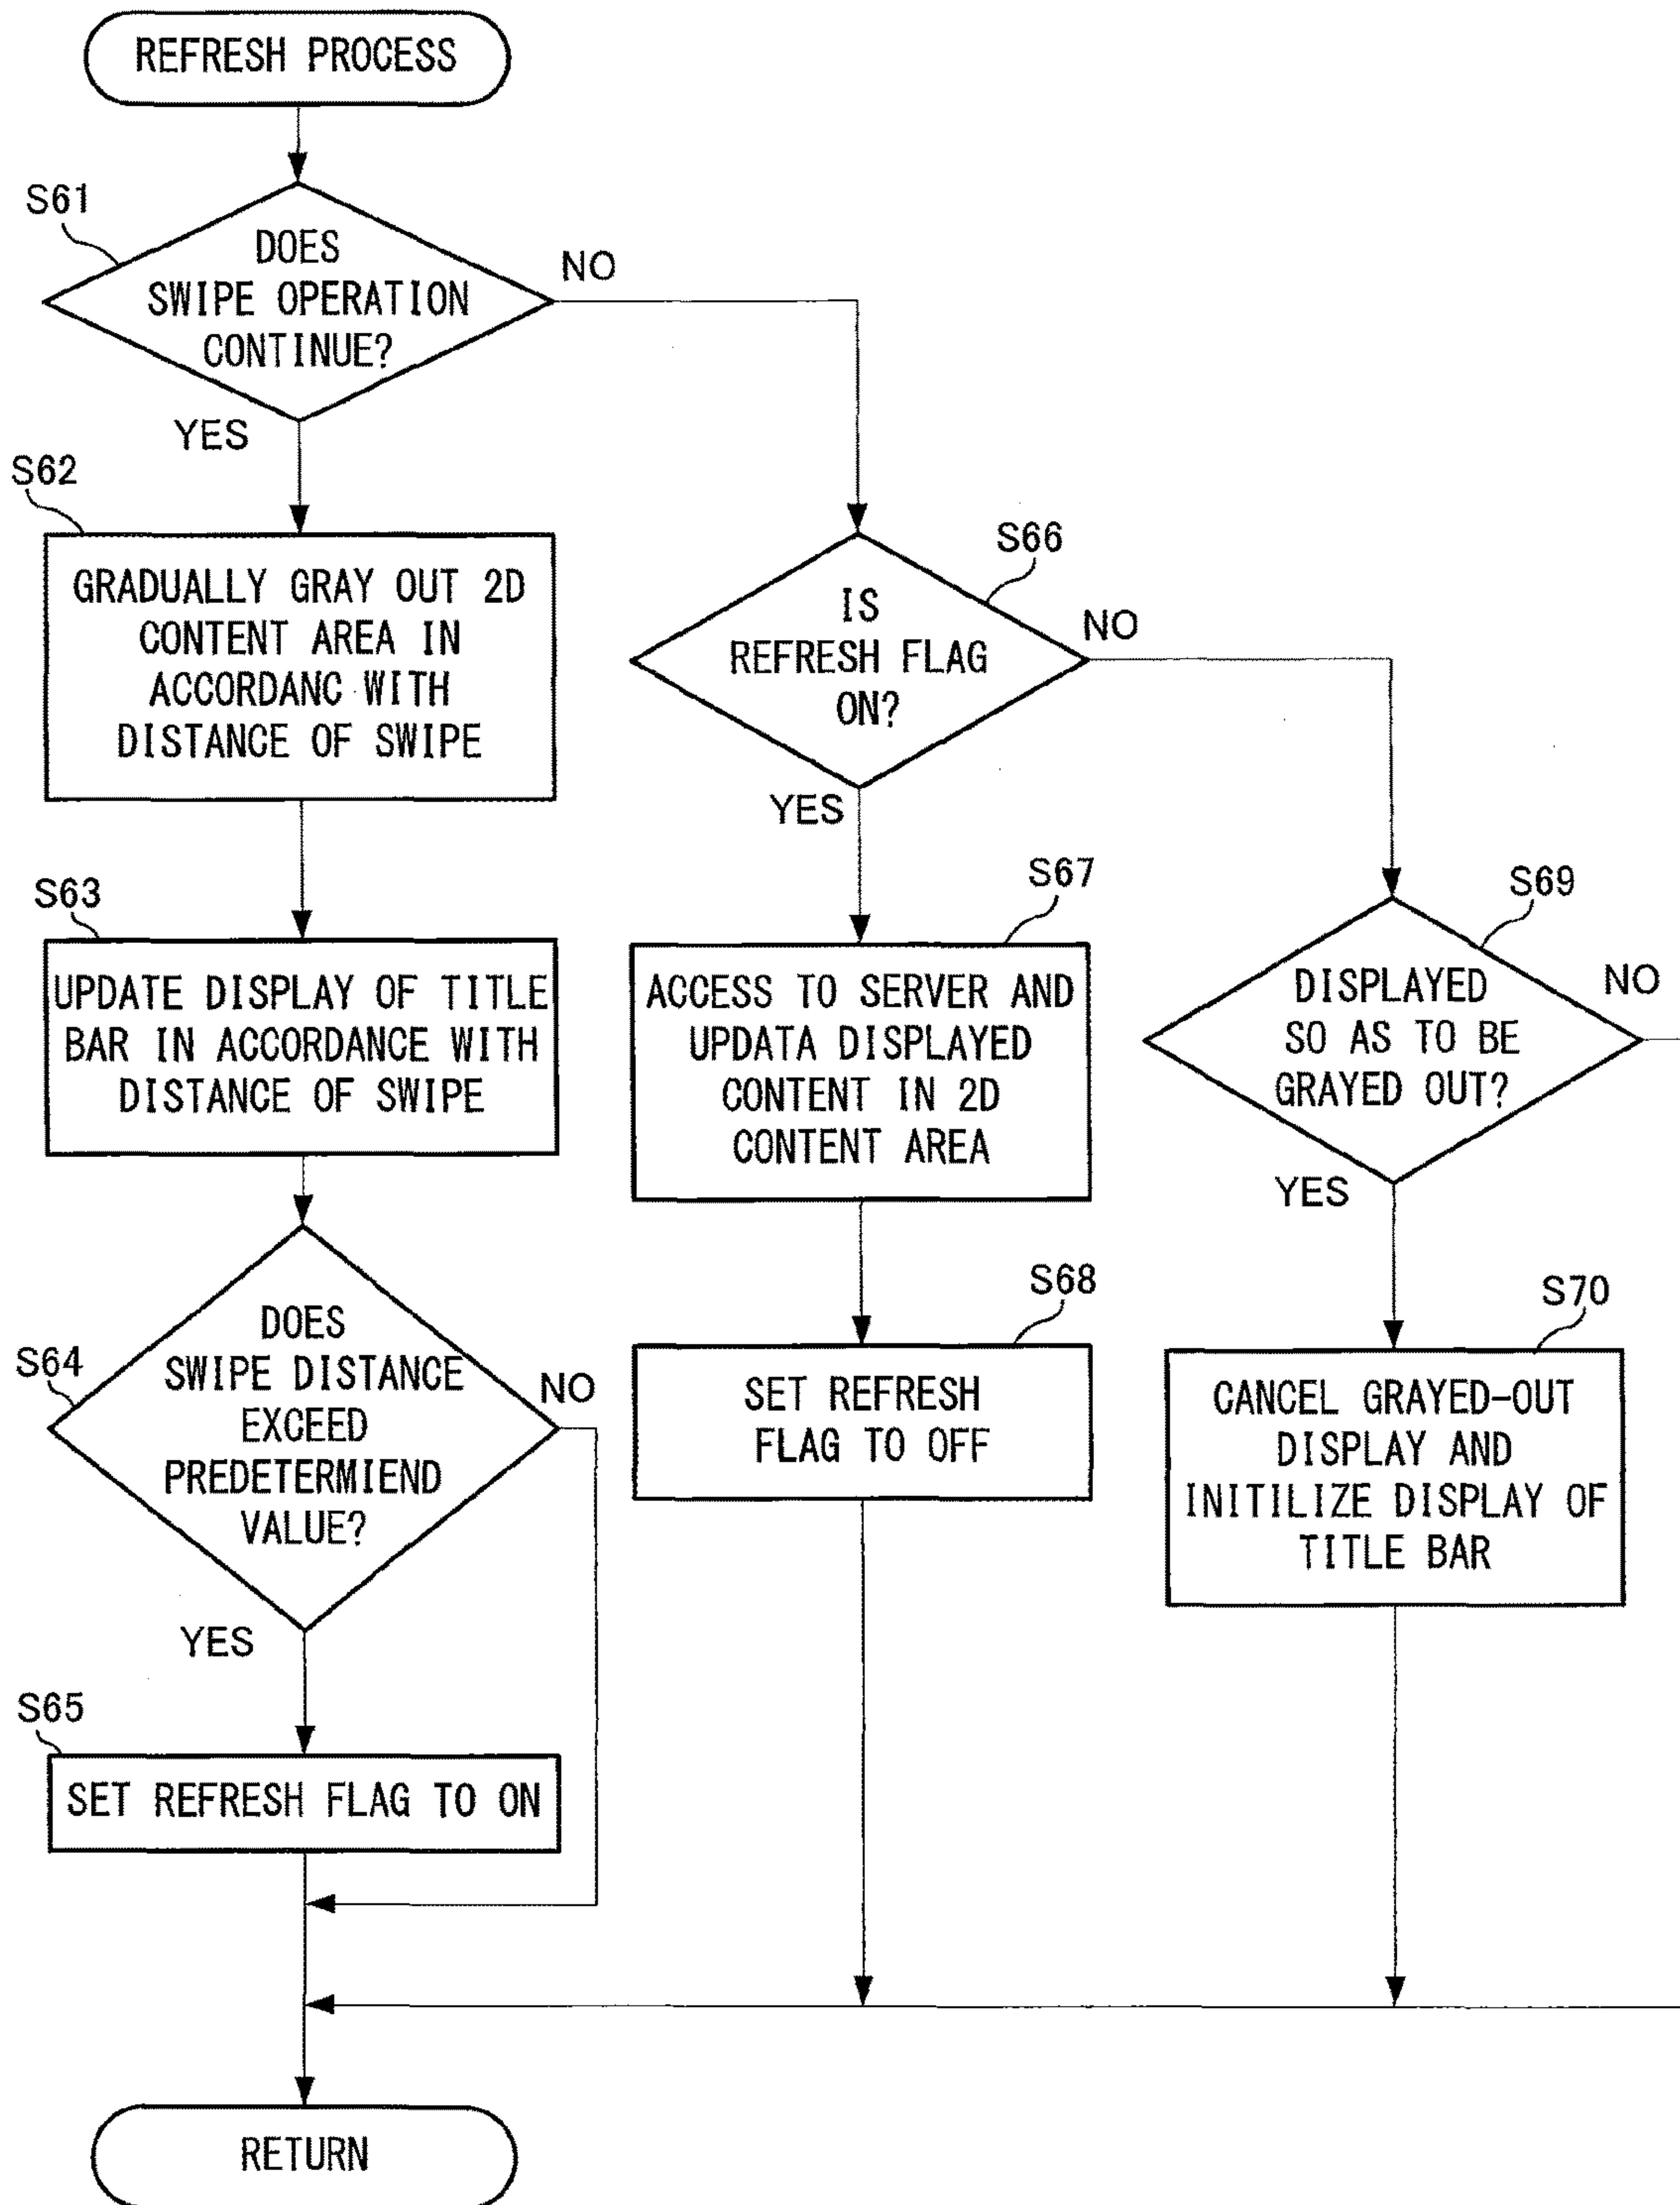 REFRESH PROCESS
S61
DOES
SWIPE OPERATION
CONTINUE?
NO
YES
S62
GRADUALLY GRAY OUT 2D
CONTENT AREA IN
ACCORDANC WITH
DISTANCE OF SWIPE
S63
UPDATE DISPLAY OF TITLE
BAR IN ACCORDANCE WITH
DISTANCE OF SWIPE
S64
DOES
SWIPE DISTANCE
EXCEED
PREDETERMIEND
VALUE?
NO
YES
S65
SET REFRESH FLAG TO ON
S66
IS
REFRESH FLAG
ON?
NO
YES
S67
ACCESS TO SERVER AND
UPDATA DISPLAYED
CONTENT IN 2D
CONTENT AREA
S68
SET REFRESH
FLAG TO OFF
S69
DISPLAYED
SO AS TO BE
GRAYED OUT?
NO
YES
S70
CANCEL GRAYED-OUT
DISPLAY AND
INITILIZE DISPLAY OF
TITLE BAR
RETURN